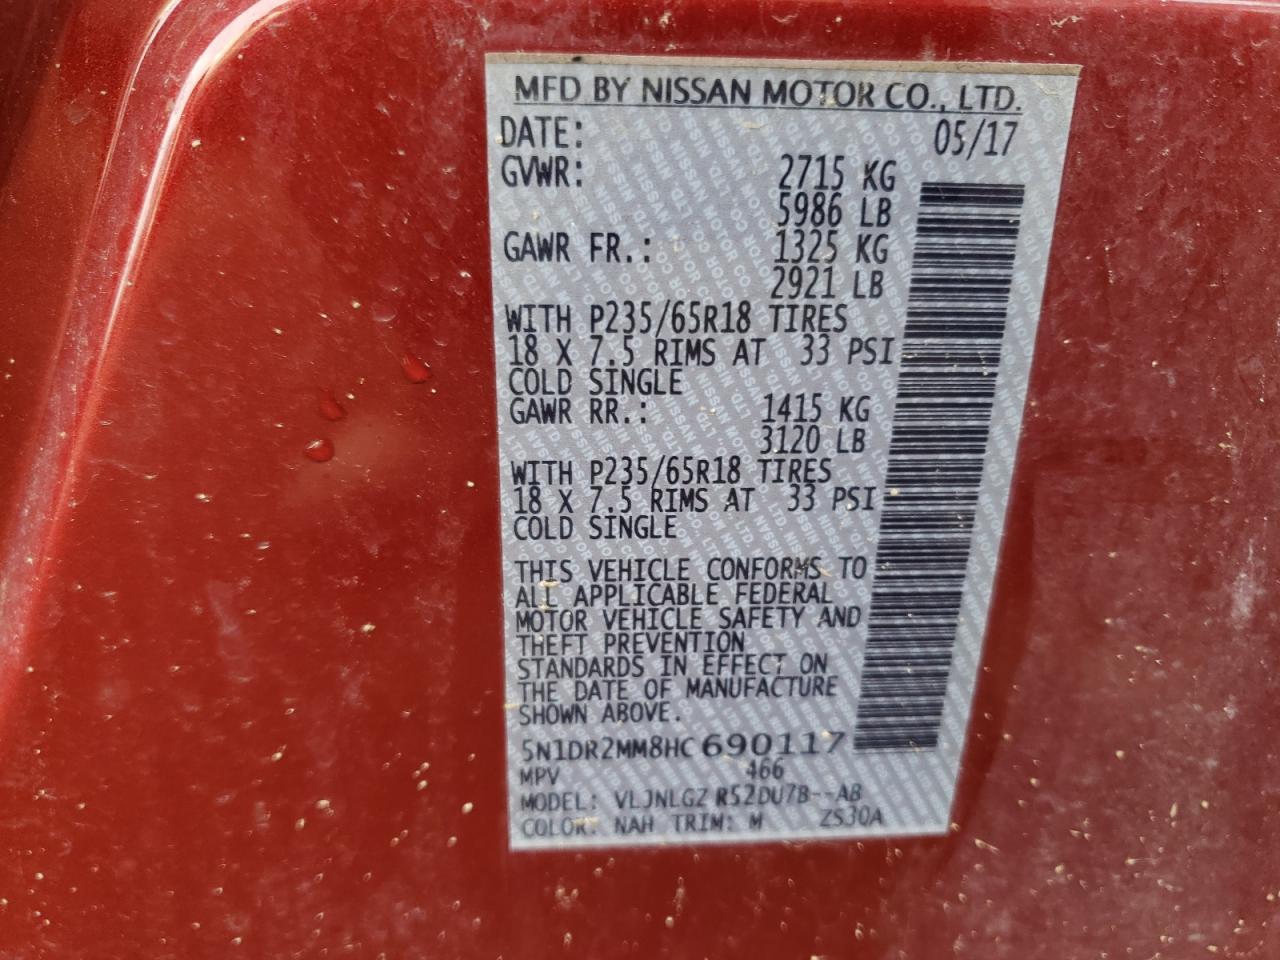 MFD BY NISSAN MOTOR CO., LTD.
DATE: 05/17
GVWR: 2715 KG
5986 LB
GAWR FR.: 1325 KG
2921 LB
WITH P235/65R18 TIRES
18 X 7.5 RIMS AT 33 PSI
COLD SINGLE
GAWR RR.: 1415 KG
3120 LB
WITH P235/65R18 TIRES
18 X 7.5 RIMS AT 33 PSI
COLD SINGLE
THIS VEHICLE CONFORMS TO
ALL APPLICABLE FEDERAL
MOTOR VEHICLE SAFETY AND
THEFT PREVENTION
STANDARDS IN EFFECT ON
THE DATE OF MANUFACTURE
SHOWN ABOVE.
5N1DR2MM8HC690117
MPV 466
MODEL: VLJNLGZ R52DU7B--AB
COLOR: NAH TRIM: M ZS30A